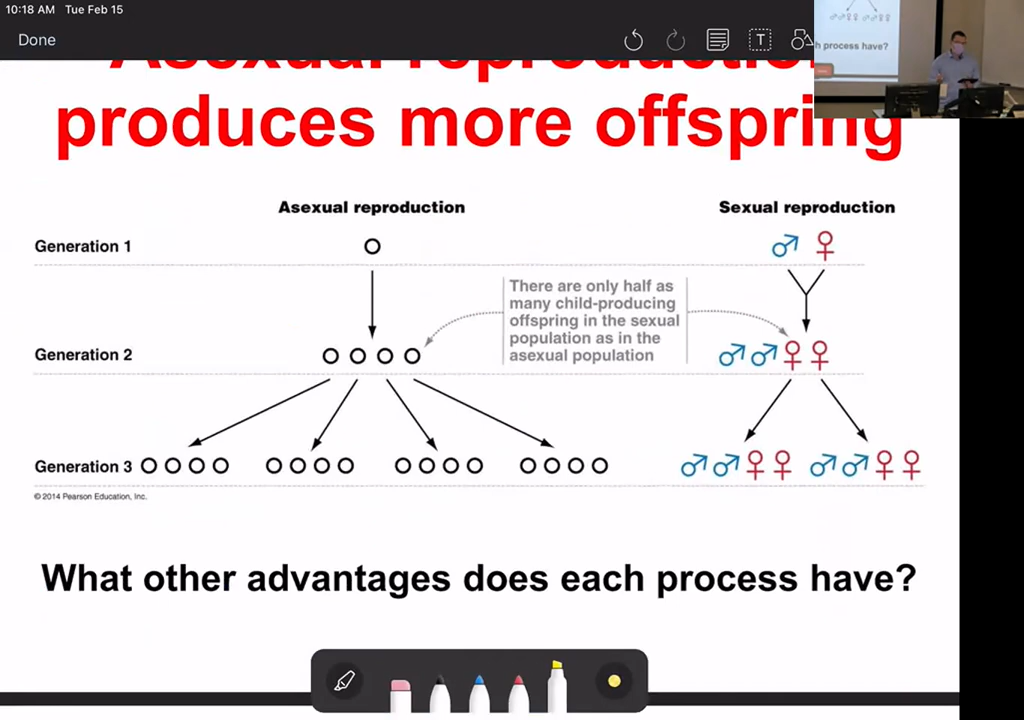 10:18 AM Tue Feb 15
Done
T
h process have?
Asexual reproductio
produces more offspring
Asexual reproduction
Sexual reproduction
Generation 1
There are only half as
many child-producing
offspring in the sexual
population as in the
asexual population
Generation 2
Generation 3
© 2014 Pearson Education, Inc.
What other advantages does each process have?